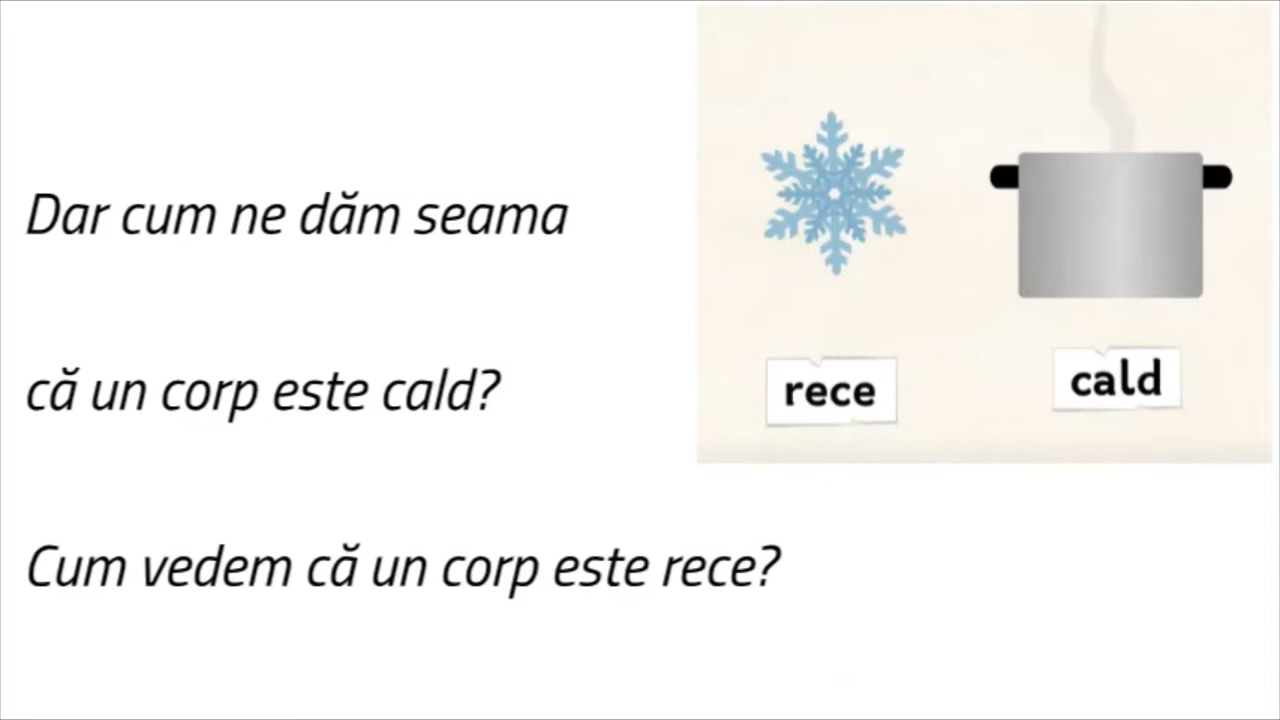 Dar cum ne dăm seama
că un corp este cald?
Cum vedem că un corp este rece?
rece
cald